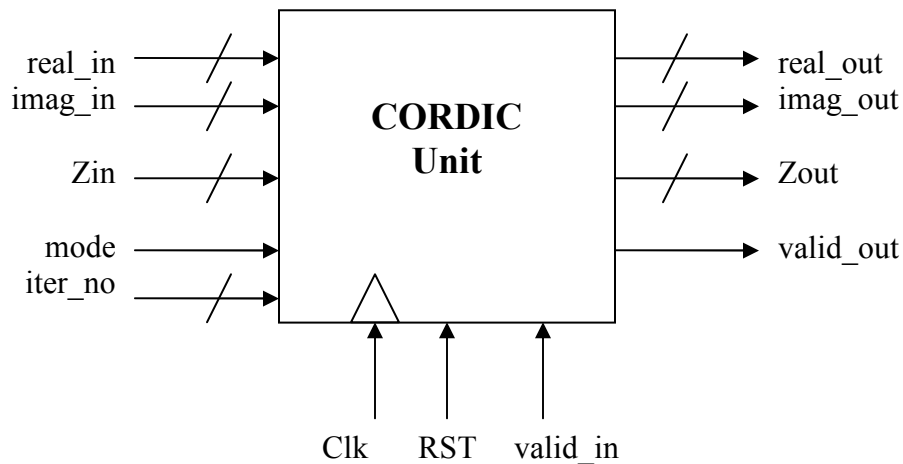 real_in
imag_in
Zin
mode
iter_no
CORDIC
Unit
real_out
imag_out
Zout
valid_out
Clk RST valid_in